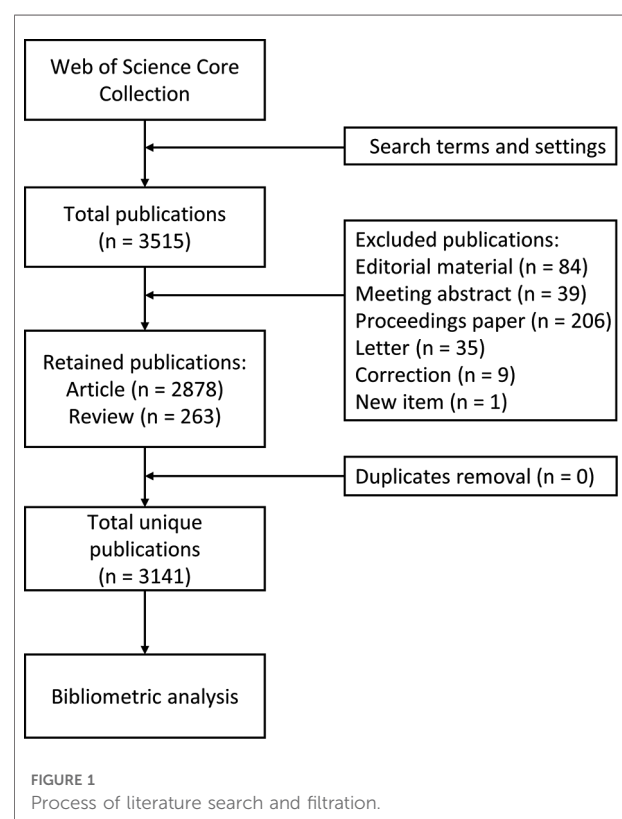 Web of Science Core
Collection
Search terms and settings
Total publications
(n = 3515)
Excluded publications:
Editorial material (n = 84)
Meeting abstract (n = 39)
Proceedings paper (n = 206)
Letter (n = 35)
Correction (n = 9)
New item (n = 1)
Retained publications:
Article (n = 2878)
Review (n = 263)
Duplicates removal (n = 0)
Total unique
publications
(n = 3141)
Bibliometric analysis
FIGURE 1
Process of literature search and filtration.